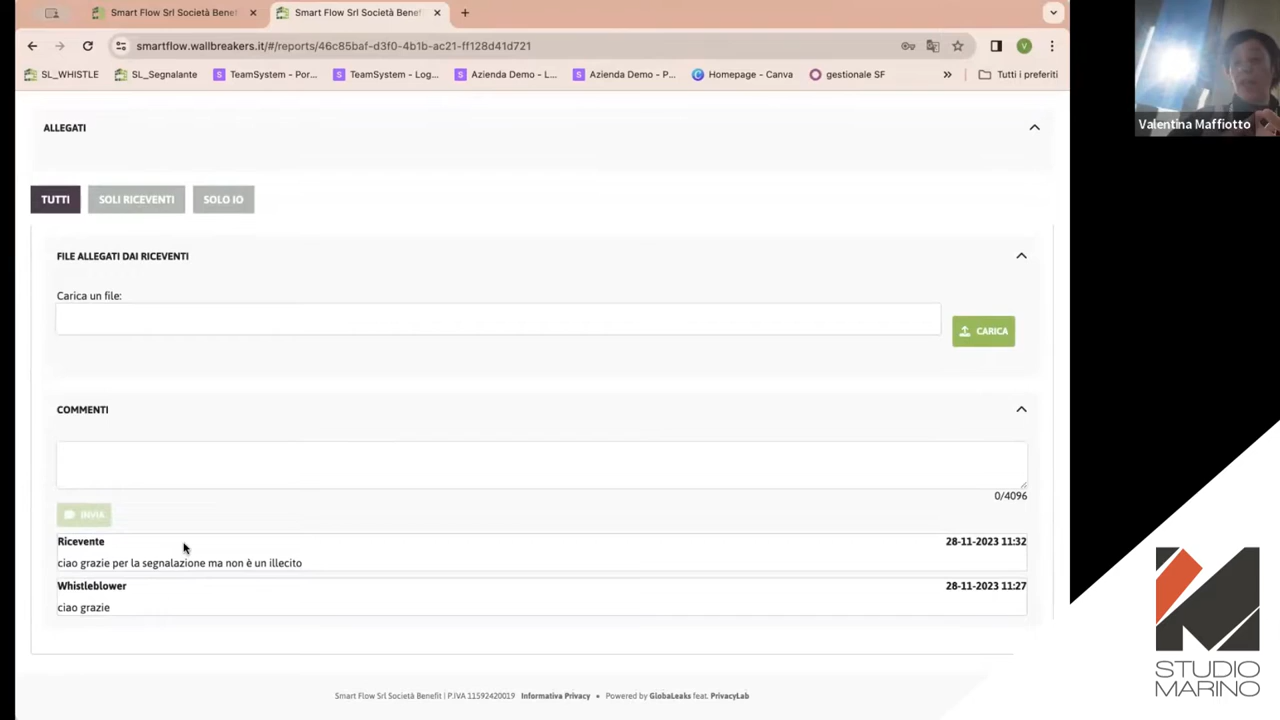 Smart Flow Srl Società Benef
Smart Flow Srl Società Benef
smartflow.wallbreakers.it/#/reports/46c85baf-d3f0-4b1b-ac21-ff128d41d721
V
SL_WHISTLE
SL_Segnalante
S TeamSystem - Por...
S TeamSystem - Log...
S Azienda Demo - L...
S Azienda Demo - P...
C Homepage - Canva
gestionale SF
»
Tutti i preferiti
Valentina Maffiotto
ALLEGATI
TUTTI
SOLI RICEVENTI
SOLO IO
FILE ALLEGATI DAI RICEVENTI
Carica un file:
CARICA
COMMENTI
0/4096
INVIA
Ricevente 28-11-2023 11:32
ciao grazie per la segnalazione ma non è un illecito
Whistleblower 28-11-2023 11:27
ciao grazie
Smart Flow Srl Società Benefit | P.IVA 11592420019 Informativa Privacy • Powered by GlobaLeaks feat. PrivacyLab
STUDIO
MARINO